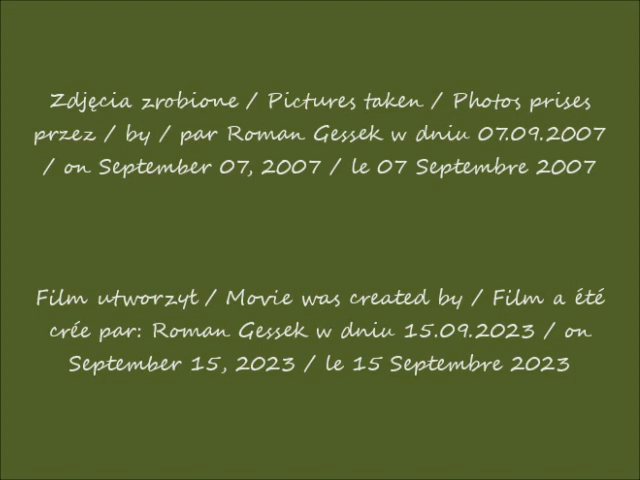 Zdjęcia zrobione / Pictures taken / Photos prises
przez / by / par Roman Gessek w dniu 07.09.2007
/ on September 07, 2007 / le 07 Septembre 2007
Film utworzył / Movie was created by / Film a été
crée par: Roman Gessek w dniu 15.09.2023 / on
September 15, 2023 / le 15 Septembre 2023